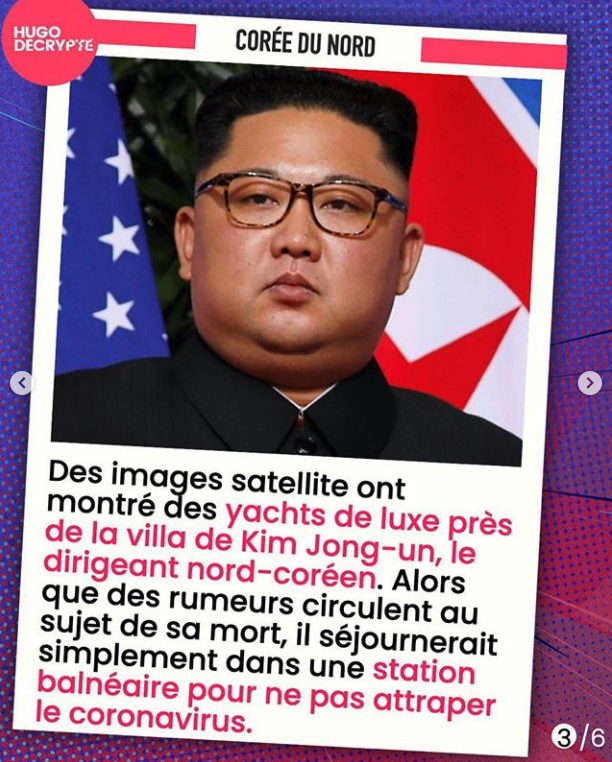 HUGO
DÉCRYPTE
CORÉE DU NORD
Des images satellite ont
montré des yachts de luxe près
de la villa de Kim Jong-un, le
dirigeant nord-coréen. Alors
que des rumeurs circulent au
sujet de sa mort, il séjournerait
simplement dans une station
balnéaire pour ne pas attraper
le coronavirus.
3/6